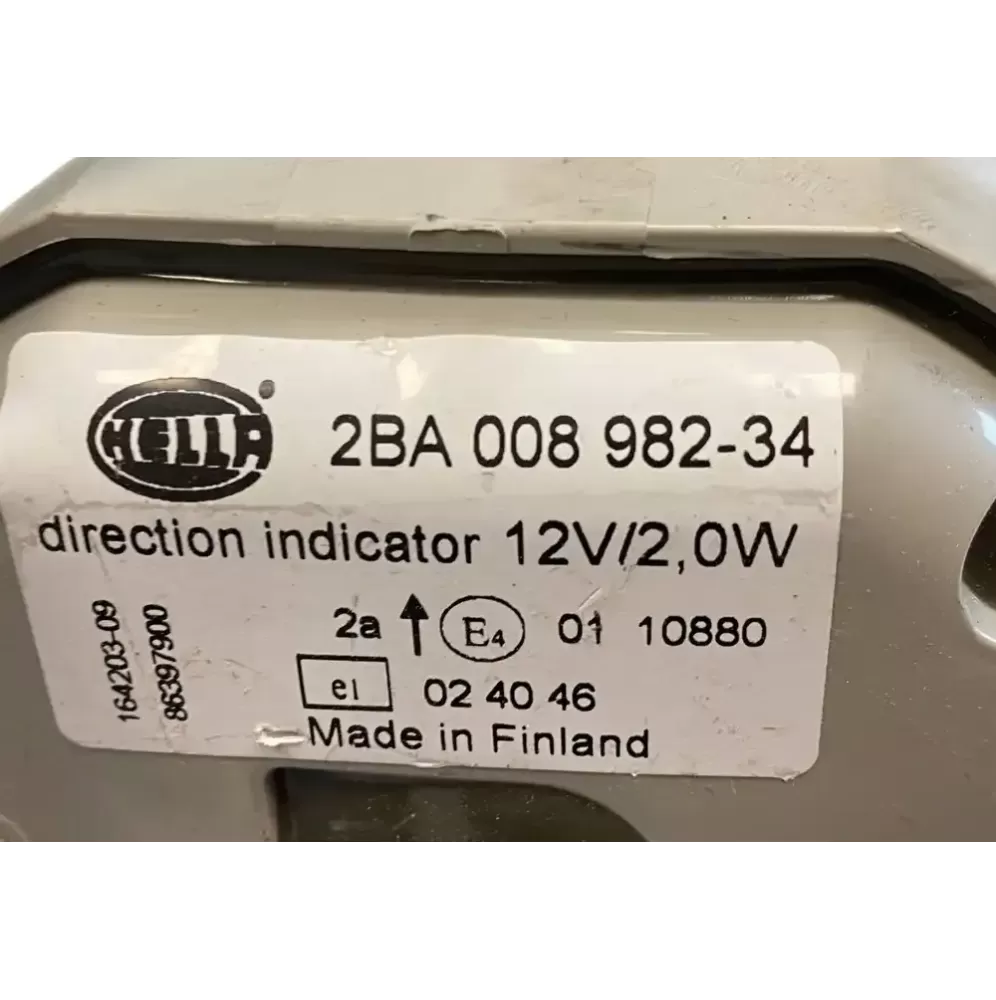 HELLA® 2BA 008 982-34
direction indicator 12V/2,0W
2a ↑ E4 01 10880
e1 02 40 46
Made in Finland
164203-09
86397900